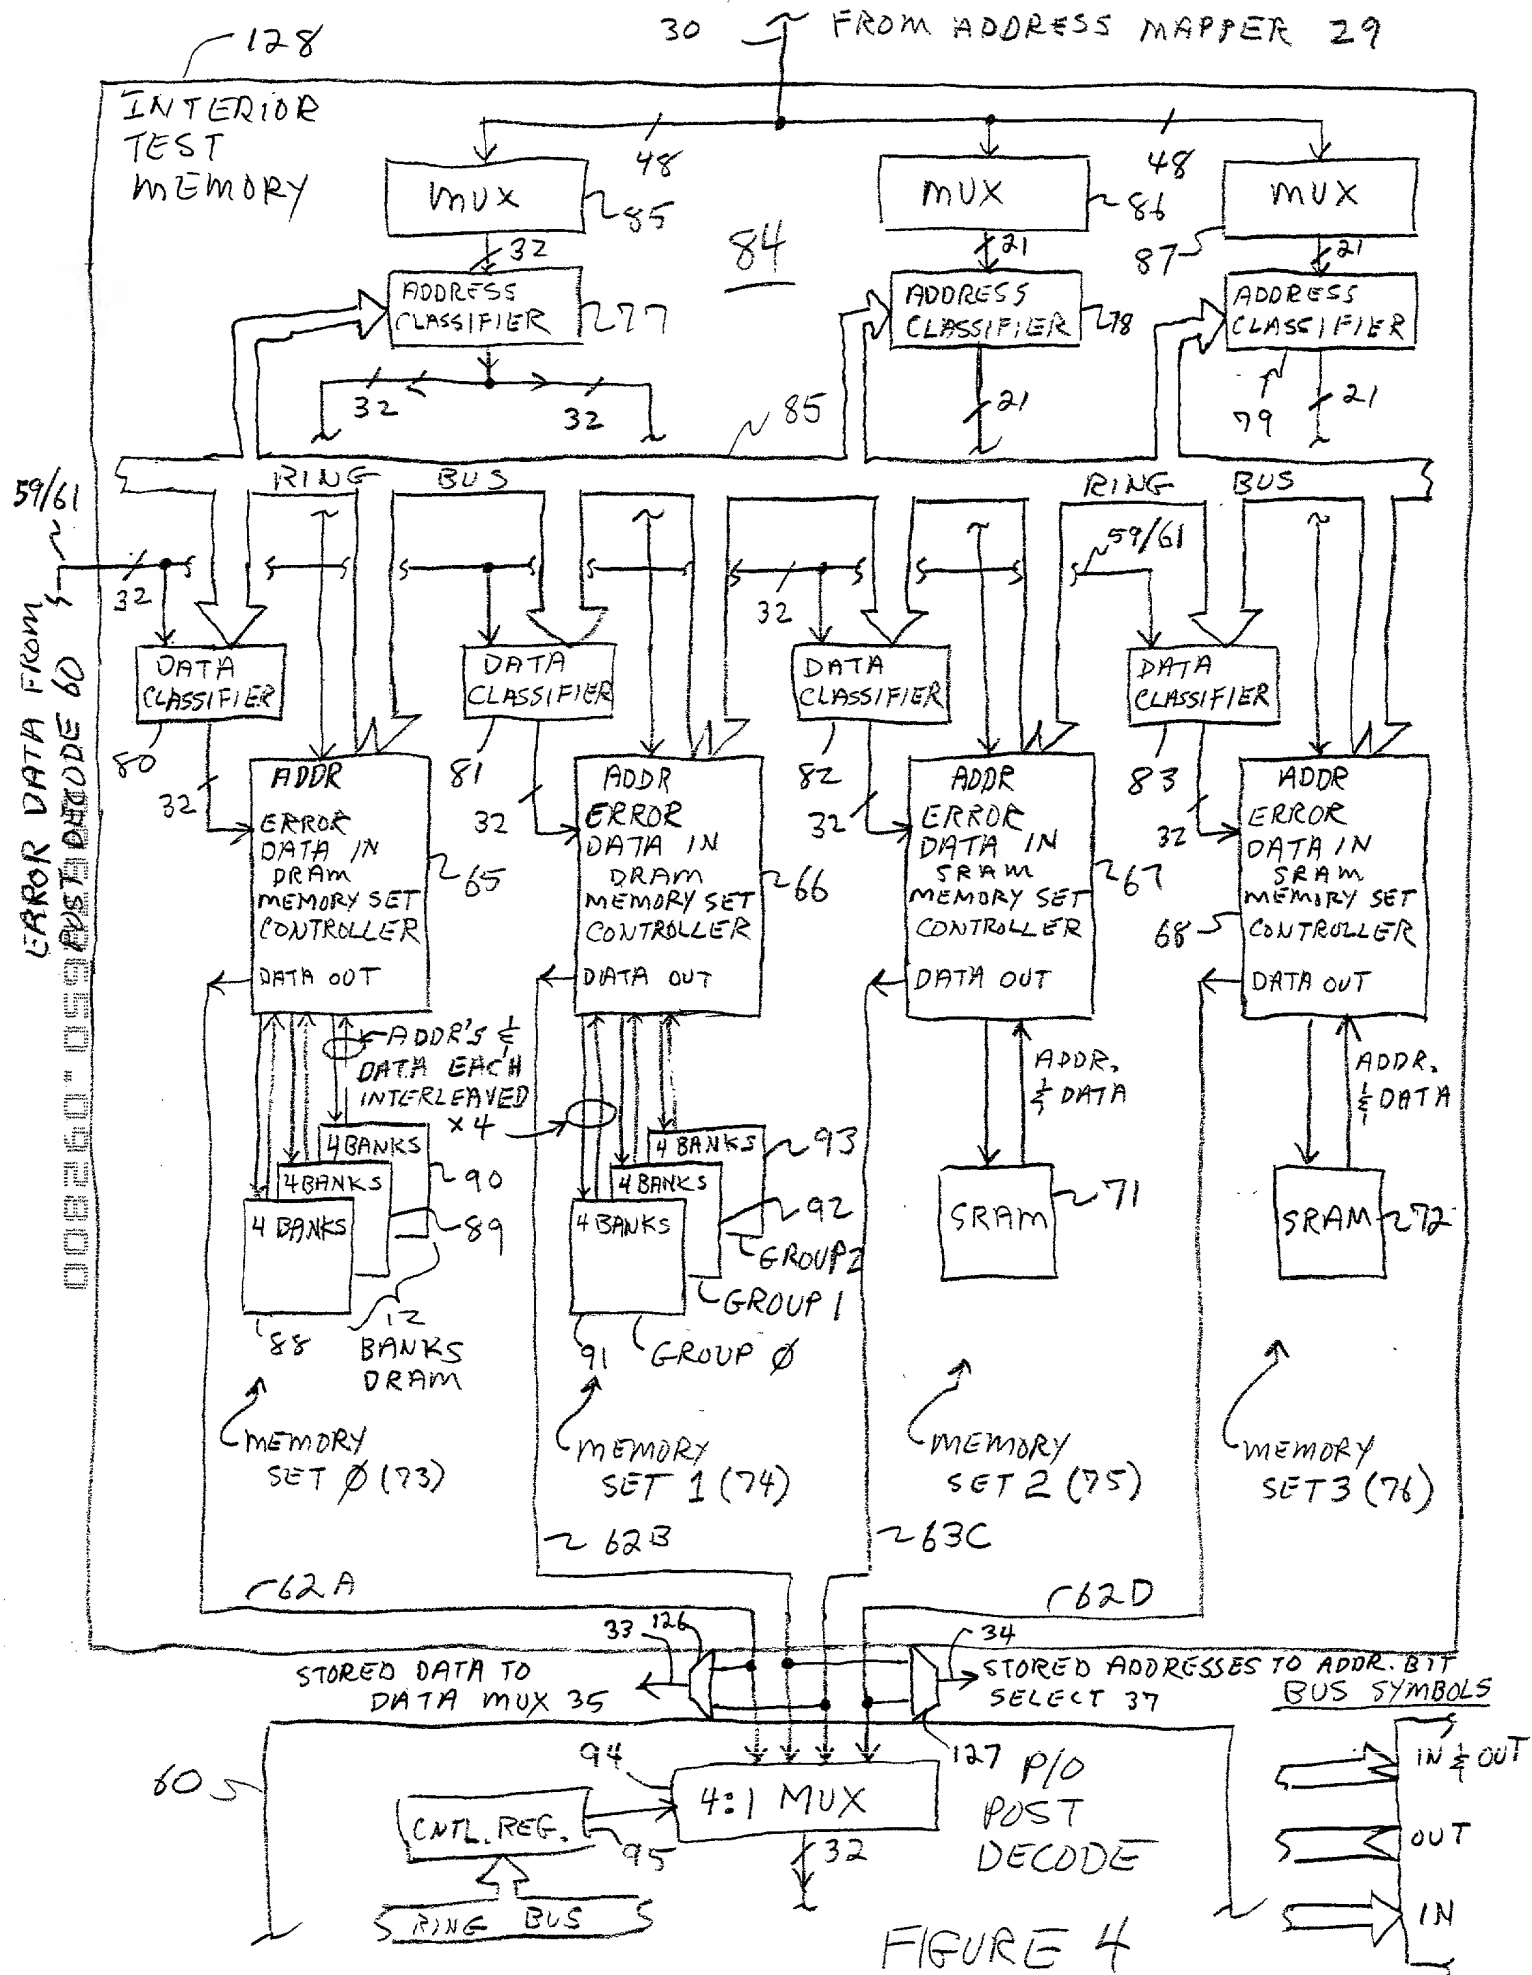 128
30
FROM ADDRESS MAPPER 29
INTERIOR
TEST
MEMORY
48
48
MUX
85
MUX
86
MUX
87
84
32
21
21
ADDRESS
CLASSIFIER
77
ADDRESS
CLASSIFIER
78
ADDRESS
CLASSIFIER
79
32
32
85
21
21
RING BUS
RING BUS
59/61
59/61
32
32
ERROR DATA FROM
POST DECODE 60
DATA
CLASSIFIER
80
DATA
CLASSIFIER
81
DATA
CLASSIFIER
82
DATA
CLASSIFIER
83
32
32
32
32
ADDR
ERROR
DATA IN
DRAM
MEMORY SET
CONTROLLER
DATA OUT
65
ADDR
ERROR
DATA IN
DRAM
MEMORY SET
CONTROLLER
DATA OUT
66
ADDR
ERROR
DATA IN
SRAM
MEMORY SET
CONTROLLER
DATA OUT
67
ADDR
ERROR
DATA IN
SRAM
MEMORY SET
CONTROLLER
DATA OUT
68
ADDR'S &
DATA EACH
INTERLEAVED
x 4
ADDR.
& DATA
ADDR.
& DATA
4 BANKS
90
4 BANKS
89
4 BANKS
88
12
BANKS
DRAM
4 BANKS
93
4 BANKS
92
4 BANKS
91
GROUP 2
GROUP 1
GROUP Ø
SRAM
71
SRAM
72
MEMORY
SET Ø (73)
MEMORY
SET 1 (74)
MEMORY
SET 2 (75)
MEMORY
SET 3 (76)
62B
63C
62A
62D
33
126
34
STORED DATA TO
DATA MUX 35
STORED ADDRESSES TO ADDR. BIT
SELECT 37
BUS SYMBOLS
127
60
94
4:1 MUX
CNTL. REG.
95
32
RING BUS
P/O
POST
DECODE
IN & OUT
OUT
IN
FIGURE 4